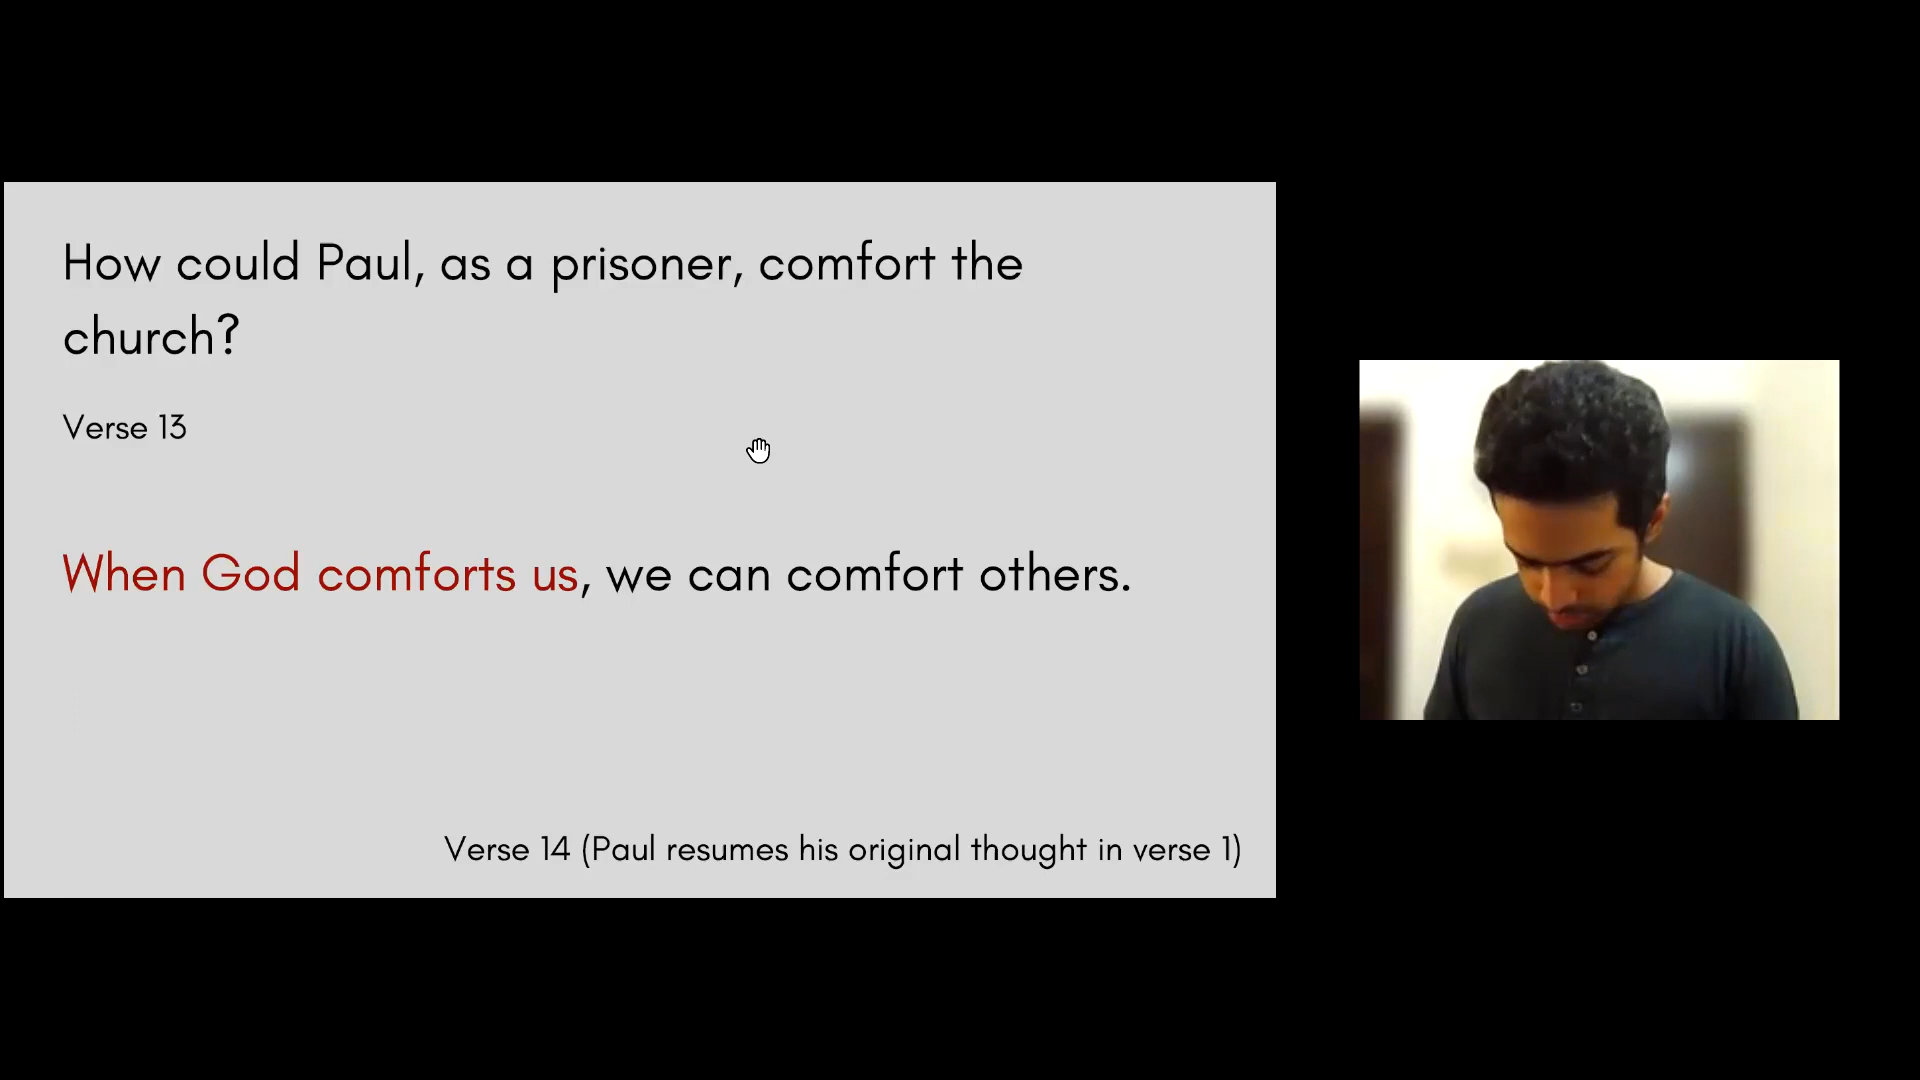 How could Paul, as a prisoner, comfort the
church?
Verse 13
When God comforts us, we can comfort others.
Verse 14 (Paul resumes his original thought in verse 1)